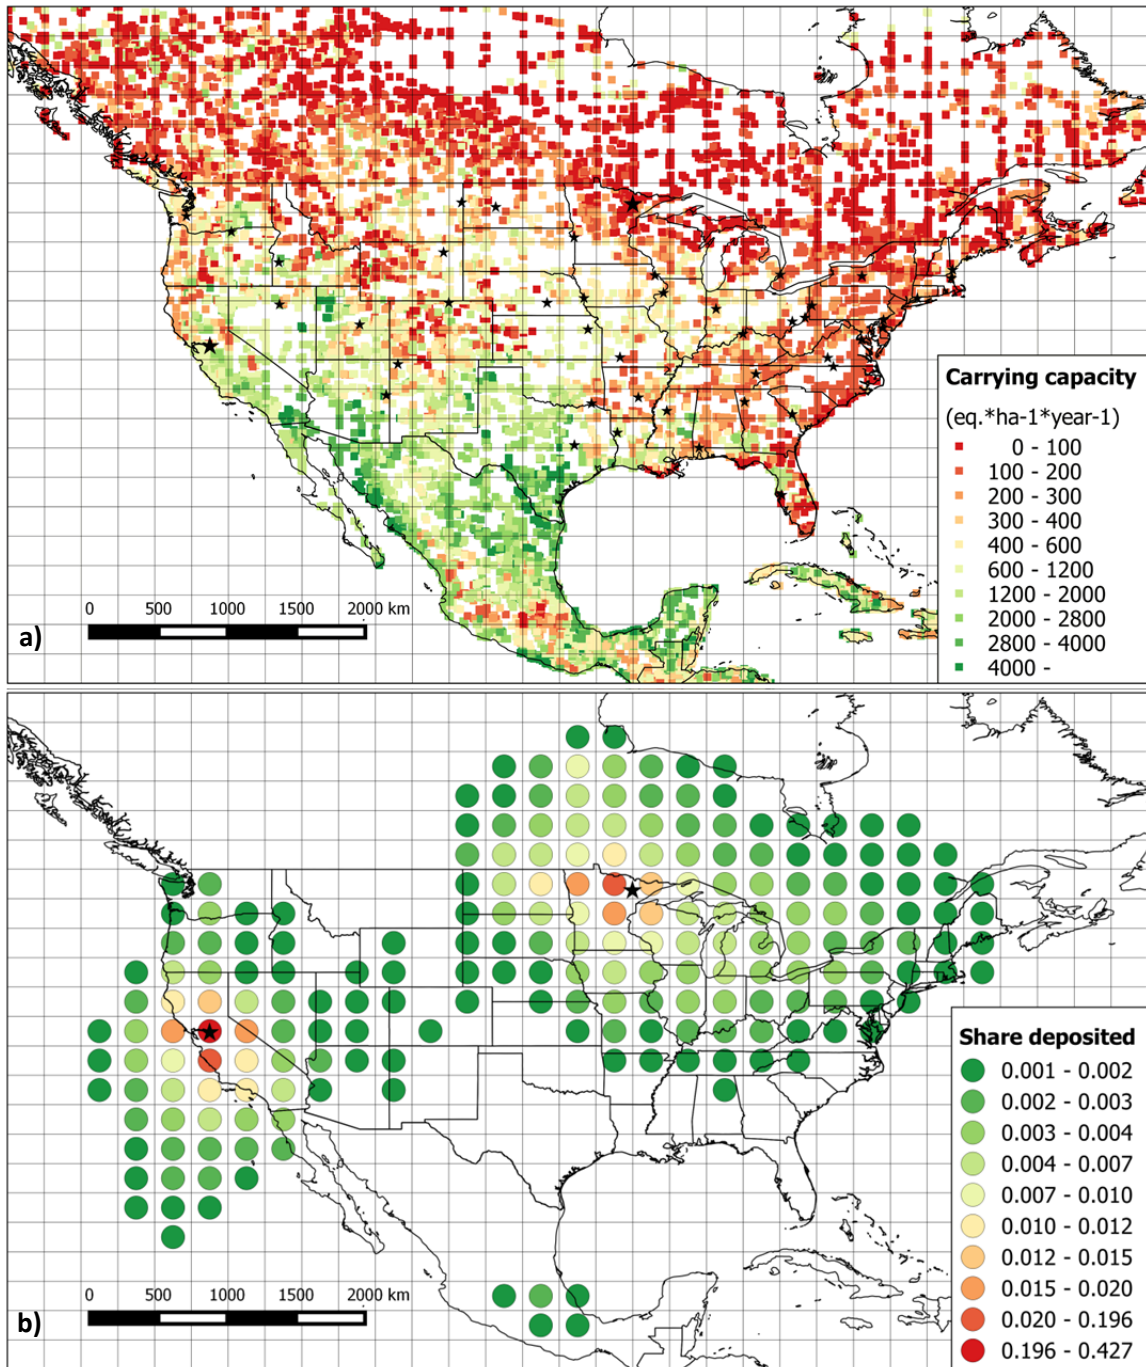 Carrying capacity
(eq.*ha-1*year-1)
0 - 100
100 - 200
200 - 300
300 - 400
400 - 600
600 - 1200
1200 - 2000
2000 - 2800
2800 - 4000
4000 -
0 500 1000 1500 2000 km
a)
Share deposited
0.001 - 0.002
0.002 - 0.003
0.003 - 0.004
0.004 - 0.007
0.007 - 0.010
0.010 - 0.012
0.012 - 0.015
0.015 - 0.020
0.020 - 0.196
0.196 - 0.427
0 500 1000 1500 2000 km
b)